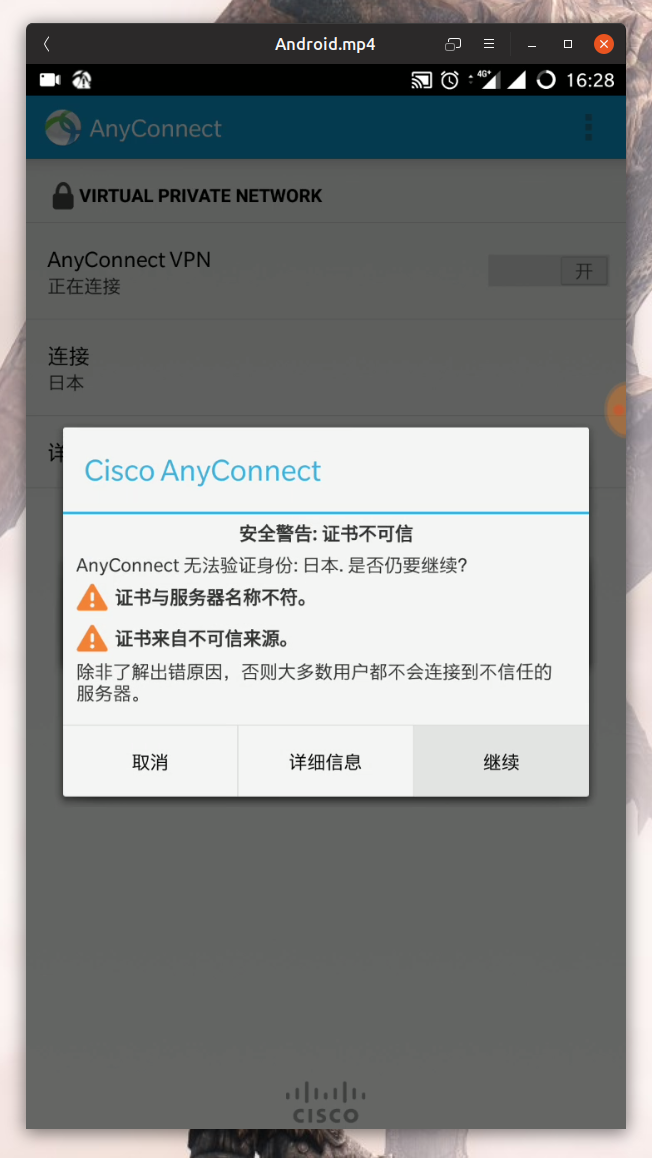 Android.mp4
4G+ 16:28
AnyConnect
VIRTUAL PRIVATE NETWORK
AnyConnect VPN
正在连接
开
连接
日本
详
Cisco AnyConnect
安全警告: 证书不可信
AnyConnect 无法验证身份: 日本. 是否仍要继续?
证书与服务器名称不符。
证书来自不可信来源。
除非了解出错原因，否则大多数用户都不会连接到不信任的
服务器。
取消
详细信息
继续
CISCO